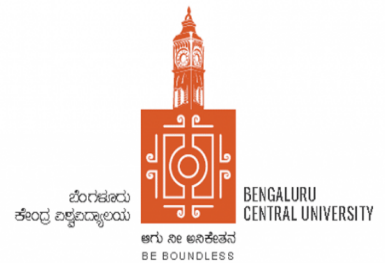 ಬೆಂಗಳೂರು
ಕೇಂದ್ರ ವಿಶ್ವವಿದ್ಯಾಲಯ
BENGALURU
CENTRAL UNIVERSITY
ಆಗು ನೀ ಅನಿಕೇತನ
BE BOUNDLESS